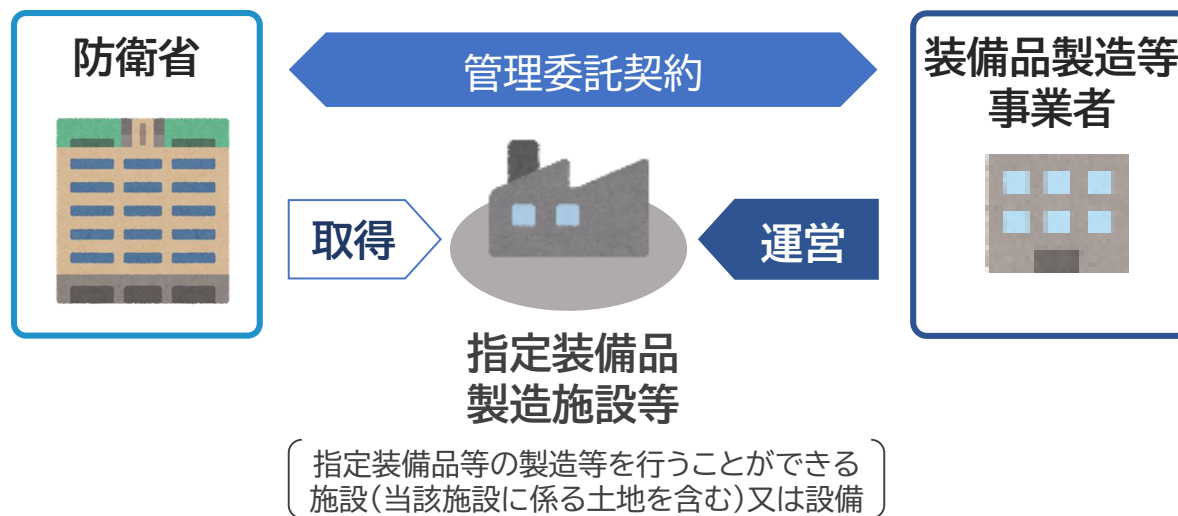 防衛省
管理委託契約
装備品製造等
事業者
取得
運営
指定装備品
製造施設等
指定装備品等の製造等を行うことができる
施設(当該施設に係る土地を含む)又は設備